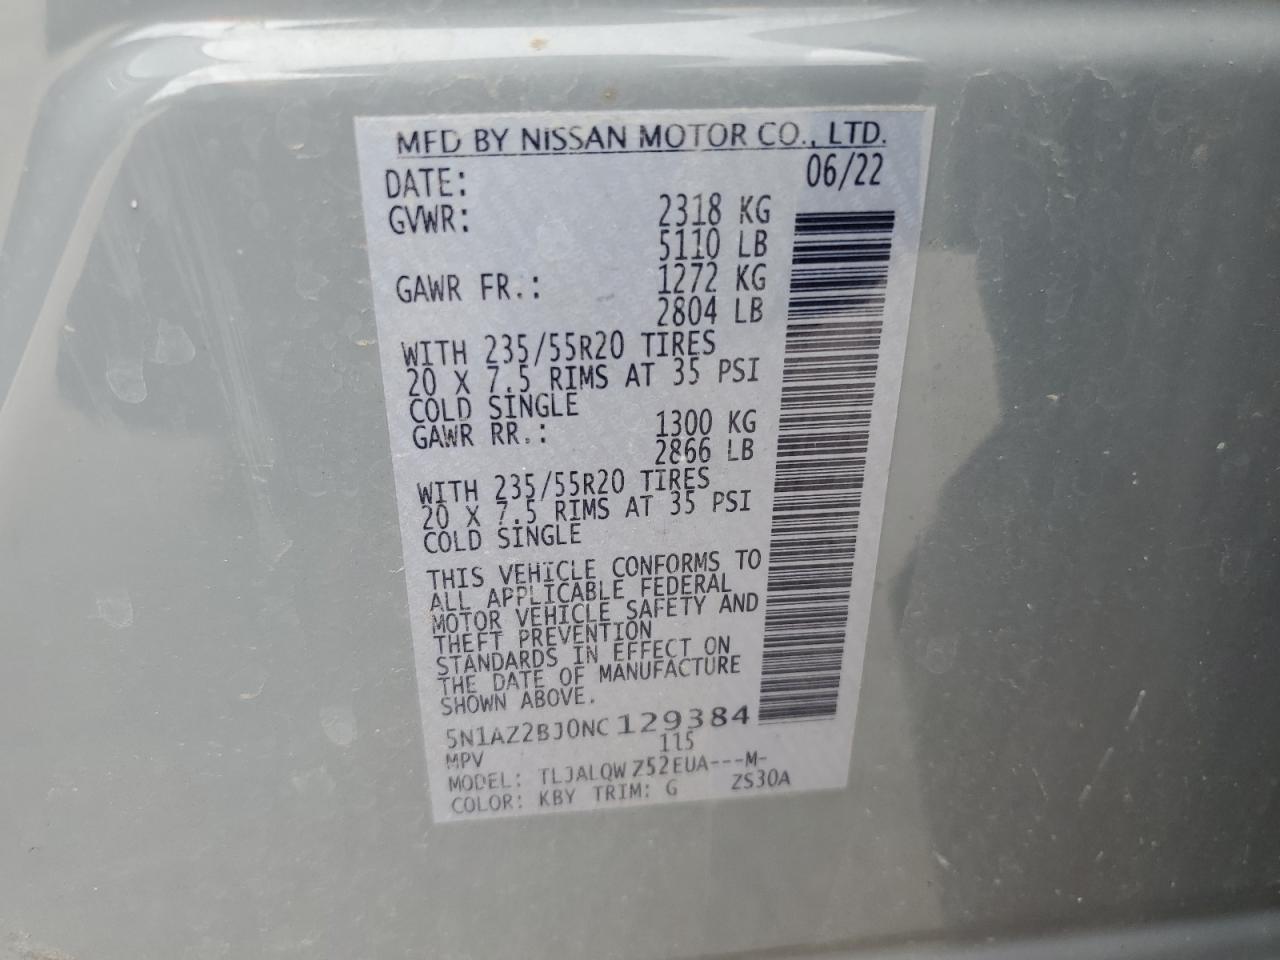 MFD BY NISSAN MOTOR CO., LTD.
DATE: 06/22
GVWR: 2318 KG
5110 LB
GAWR FR.: 1272 KG
2804 LB
WITH 235/55R20 TIRES
20 X 7.5 RIMS AT 35 PSI
COLD SINGLE
GAWR RR.: 1300 KG
2866 LB
WITH 235/55R20 TIRES
20 X 7.5 RIMS AT 35 PSI
COLD SINGLE
THIS VEHICLE CONFORMS TO
ALL APPLICABLE FEDERAL
MOTOR VEHICLE SAFETY AND
THEFT PREVENTION
STANDARDS IN EFFECT ON
THE DATE OF MANUFACTURE
SHOWN ABOVE.
5N1AZ2BJ0NC129384
MPV 115
MODEL: TLJALQWZ52EUA---M-
COLOR: KBY TRIM: G ZS30A